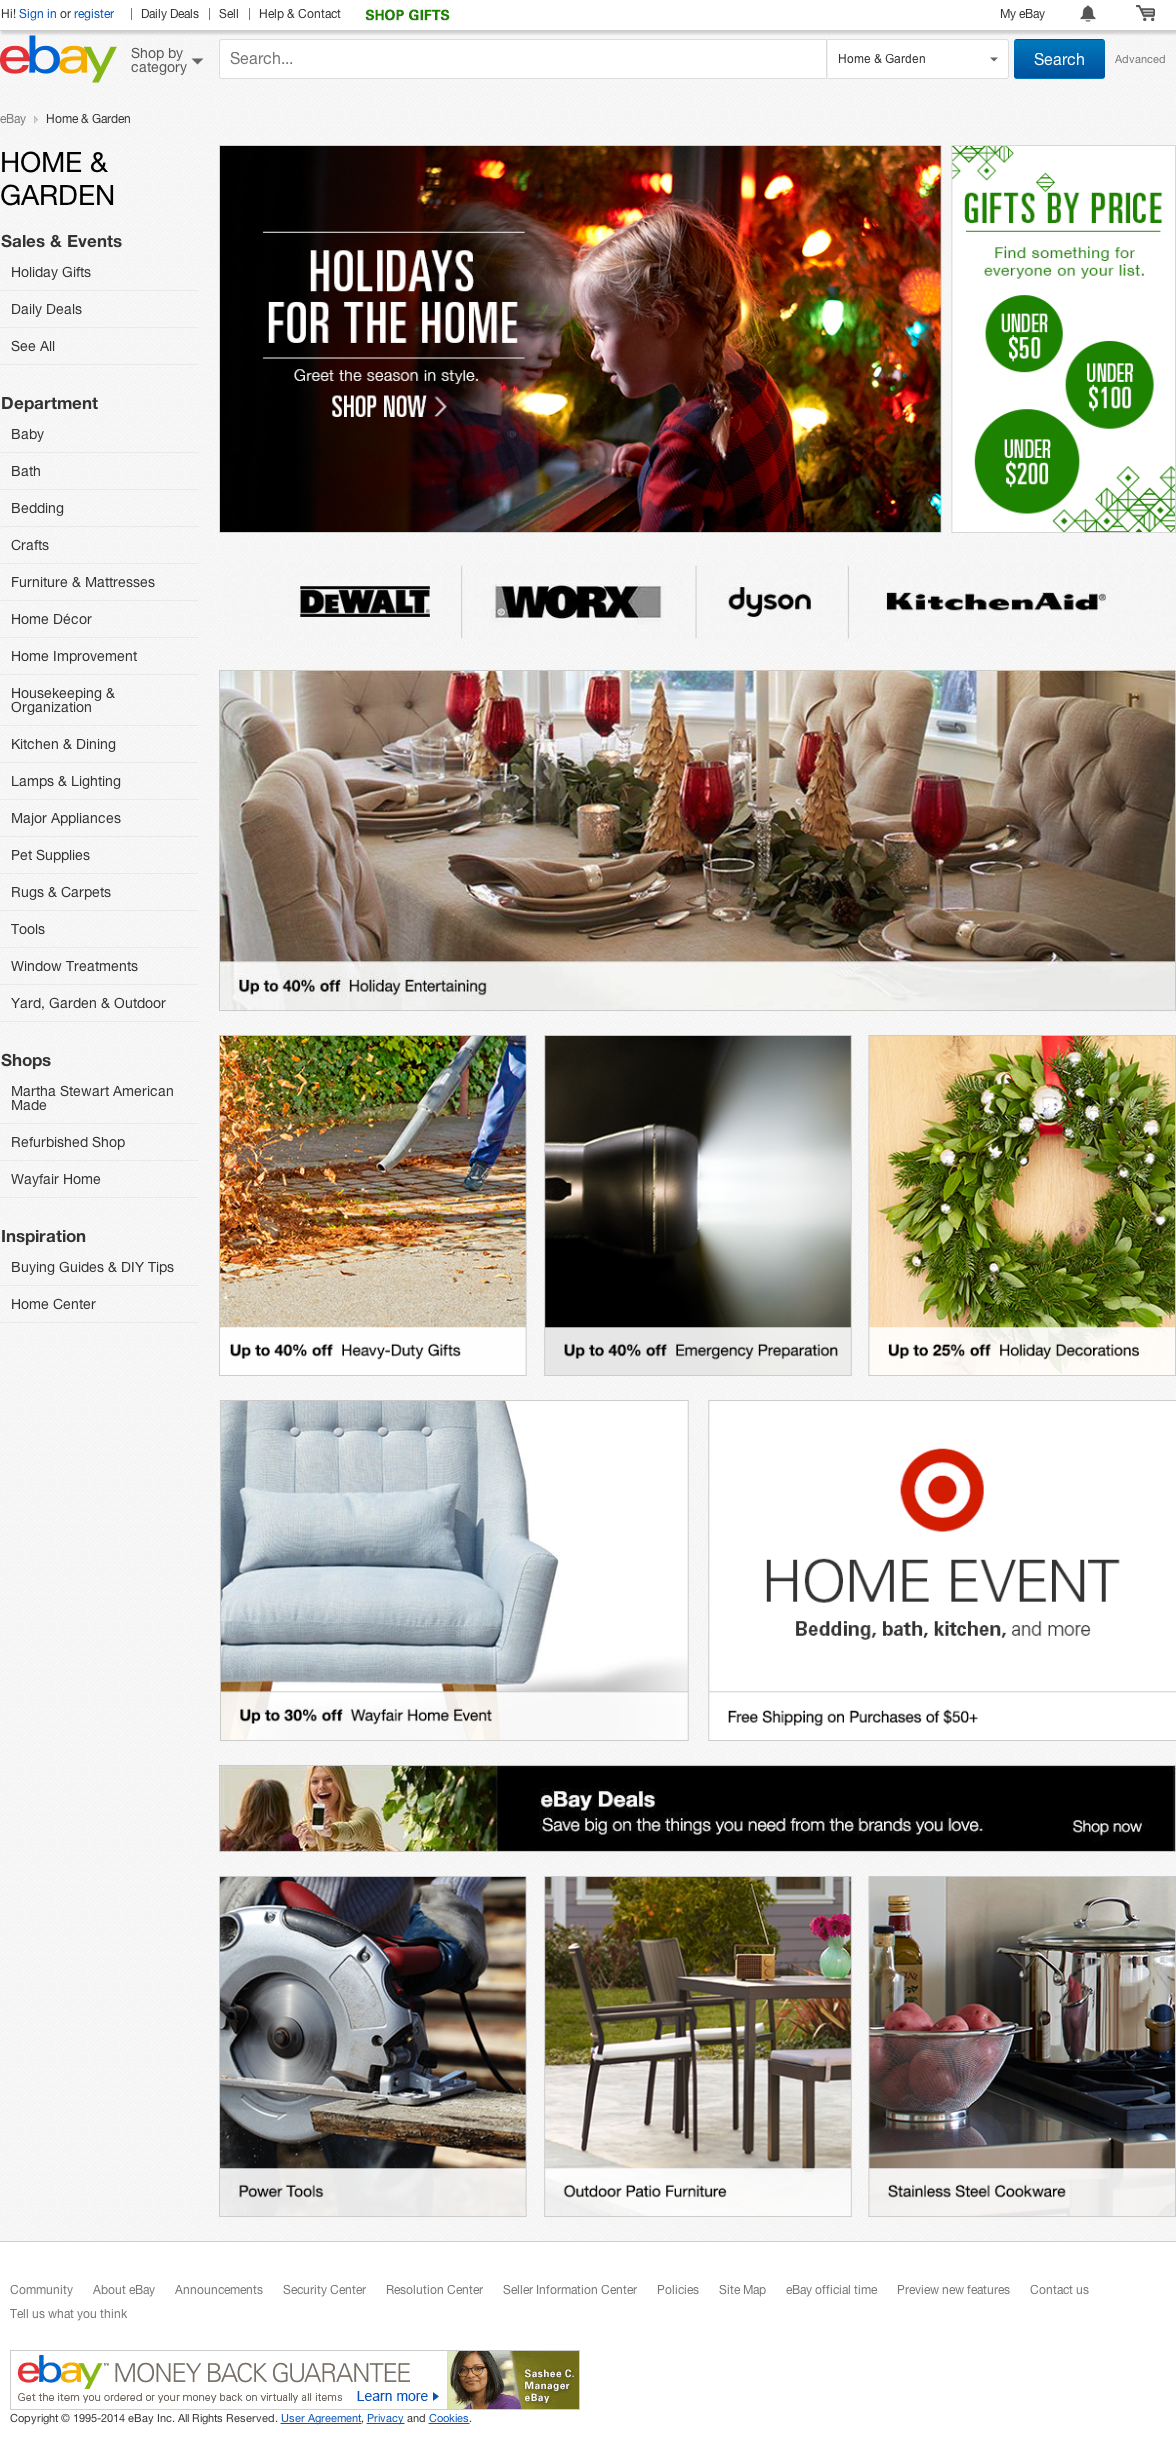 Hi! Sign in or register | Daily Deals | Sell | Help & Contact SHOP GIFTS My eBay
ebay Shop by category Search... Home & Garden Search Advanced
eBay Home & Garden
HOME &
GARDEN
Sales & Events
Holiday Gifts
Daily Deals
See All
Department
Baby
Bath
Bedding
Crafts
Furniture & Mattresses
Home Décor
Home Improvement
Housekeeping &
Organization
Kitchen & Dining
Lamps & Lighting
Major Appliances
Pet Supplies
Rugs & Carpets
Tools
Window Treatments
Yard, Garden & Outdoor
Shops
Martha Stewart American
Made
Refurbished Shop
Wayfair Home
Inspiration
Buying Guides & DIY Tips
Home Center
HOLIDAYS
FOR THE HOME
Greet the season in style.
SHOP NOW
GIFTS BY PRICE
Find something for
everyone on your list.
UNDER
$50
UNDER
$100
UNDER
$200
DEWALT WORX dyson KitchenAid®
Up to 40% off Holiday Entertaining
Up to 40% off Heavy-Duty Gifts
Up to 40% off Emergency Preparation
Up to 25% off Holiday Decorations
Up to 30% off Wayfair Home Event
HOME EVENT
Bedding, bath, kitchen, and more
Free Shipping on Purchases of $50+
eBay Deals
Save big on the things you need from the brands you love.
Shop now
Power Tools
Outdoor Patio Furniture
Stainless Steel Cookware
Community About eBay Announcements Security Center Resolution Center Seller Information Center Policies Site Map eBay official time Preview new features Contact us
Tell us what you think
ebay™ MONEY BACK GUARANTEE
Get the item you ordered or your money back on virtually all items Learn more
Sashee C.
Manager
eBay
Copyright © 1995-2014 eBay Inc. All Rights Reserved. User Agreement, Privacy and Cookies.